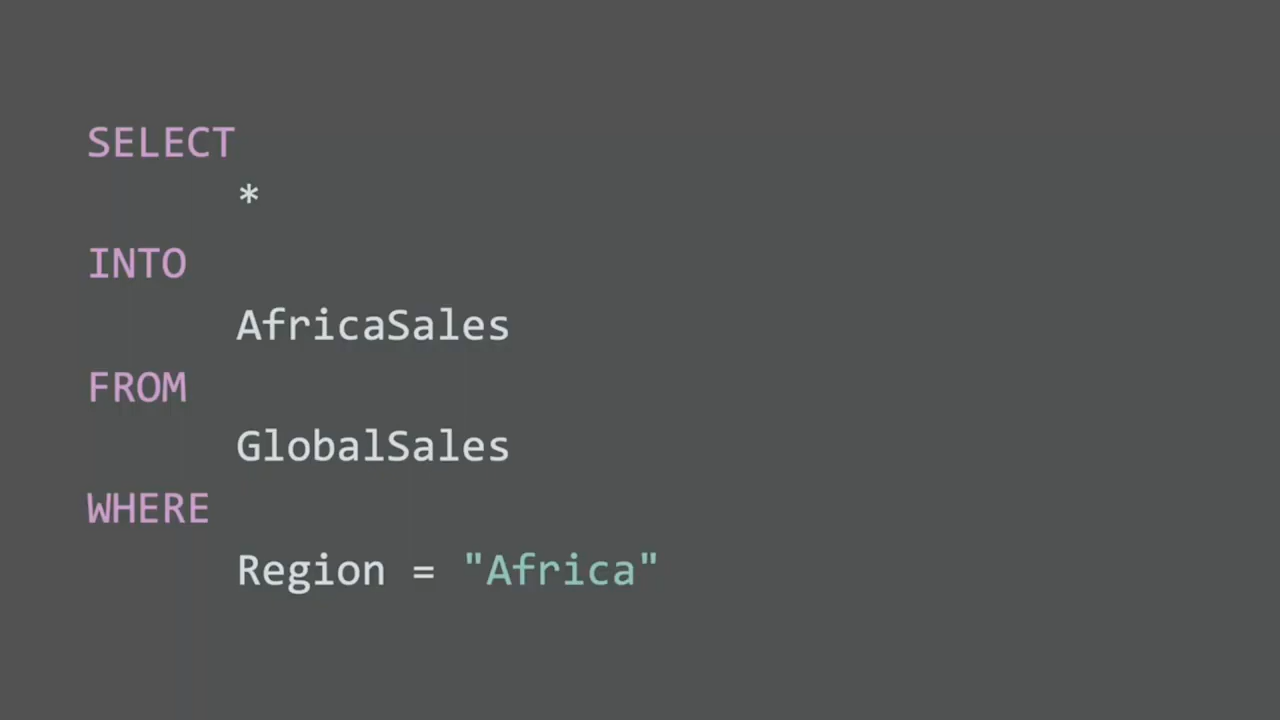 SELECT
*
INTO
AfricaSales
FROM
GlobalSales
WHERE
Region = "Africa"